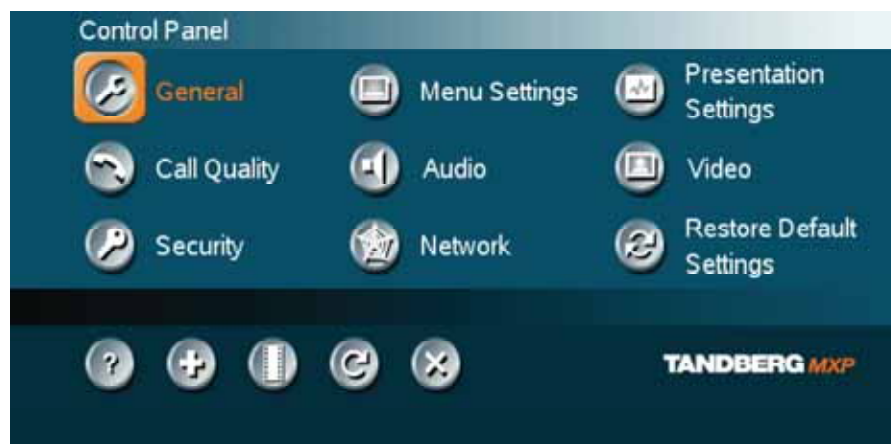 Control Panel
General
Menu Settings
Presentation
Settings
Call Quality
Audio
Video
Security
Network
Restore Default
Settings
?
TANDBERG MXP